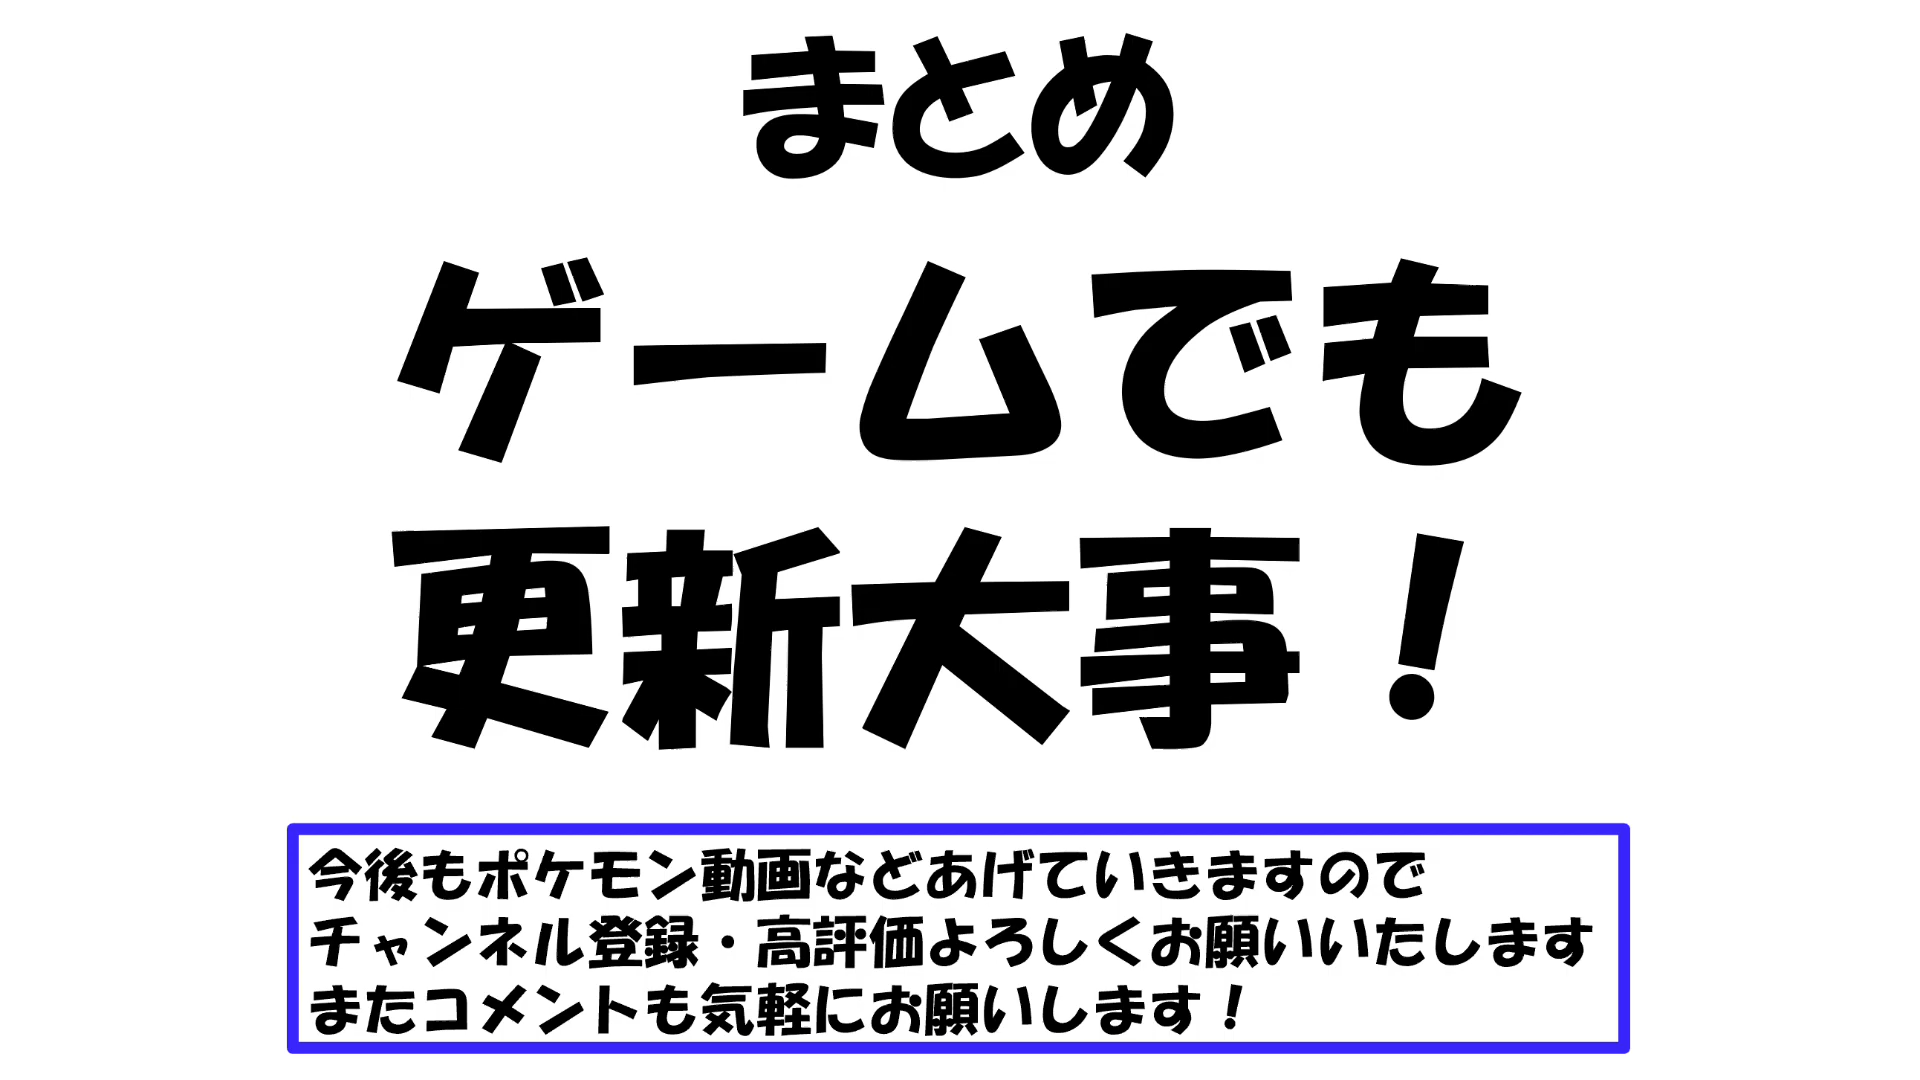 まとめ
ゲームでも
更新大事！
今後もポケモン動画などあげていきますので
チャンネル登録・高評価よろしくお願いいたします
またコメントも気軽にお願いします！